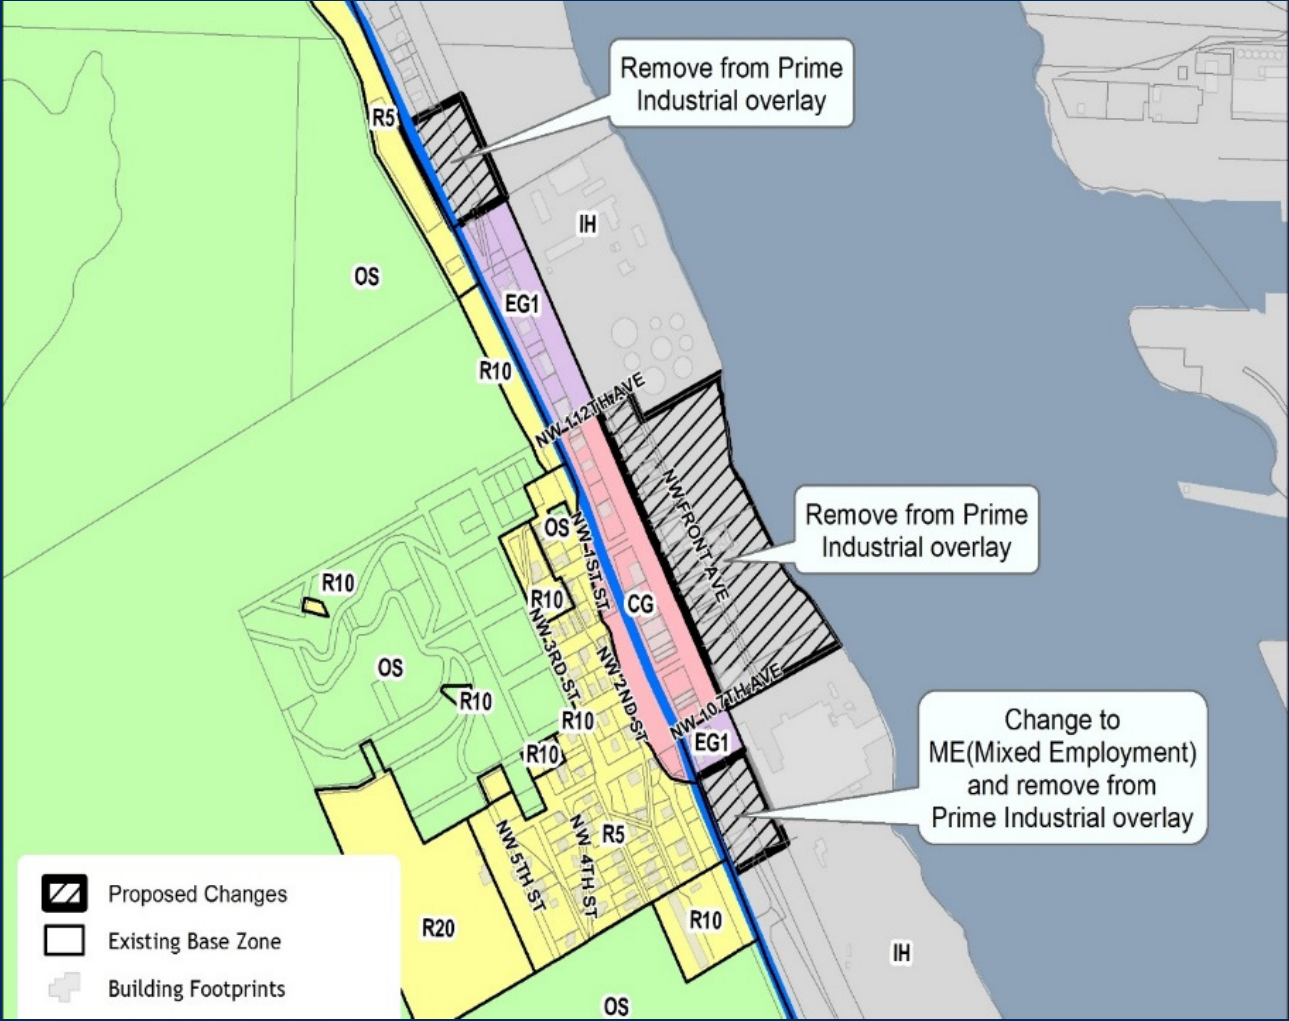 Remove from Prime
Industrial overlay
R5
IH
OS
EG1
R10
NW 112TH AVE
NW FRONT AVE
Remove from Prime
Industrial overlay
OS
NW 1ST ST
R10
R10
CG
NW 3RD ST
NW 2ND ST
OS
R10
NW 107TH AVE
R10
EG1
R10
Change to
ME(Mixed Employment)
and remove from
Prime Industrial overlay
R5
NW 5TH ST
NW 4TH ST
R20
R10
IH
OS
Proposed Changes
Existing Base Zone
Building Footprints